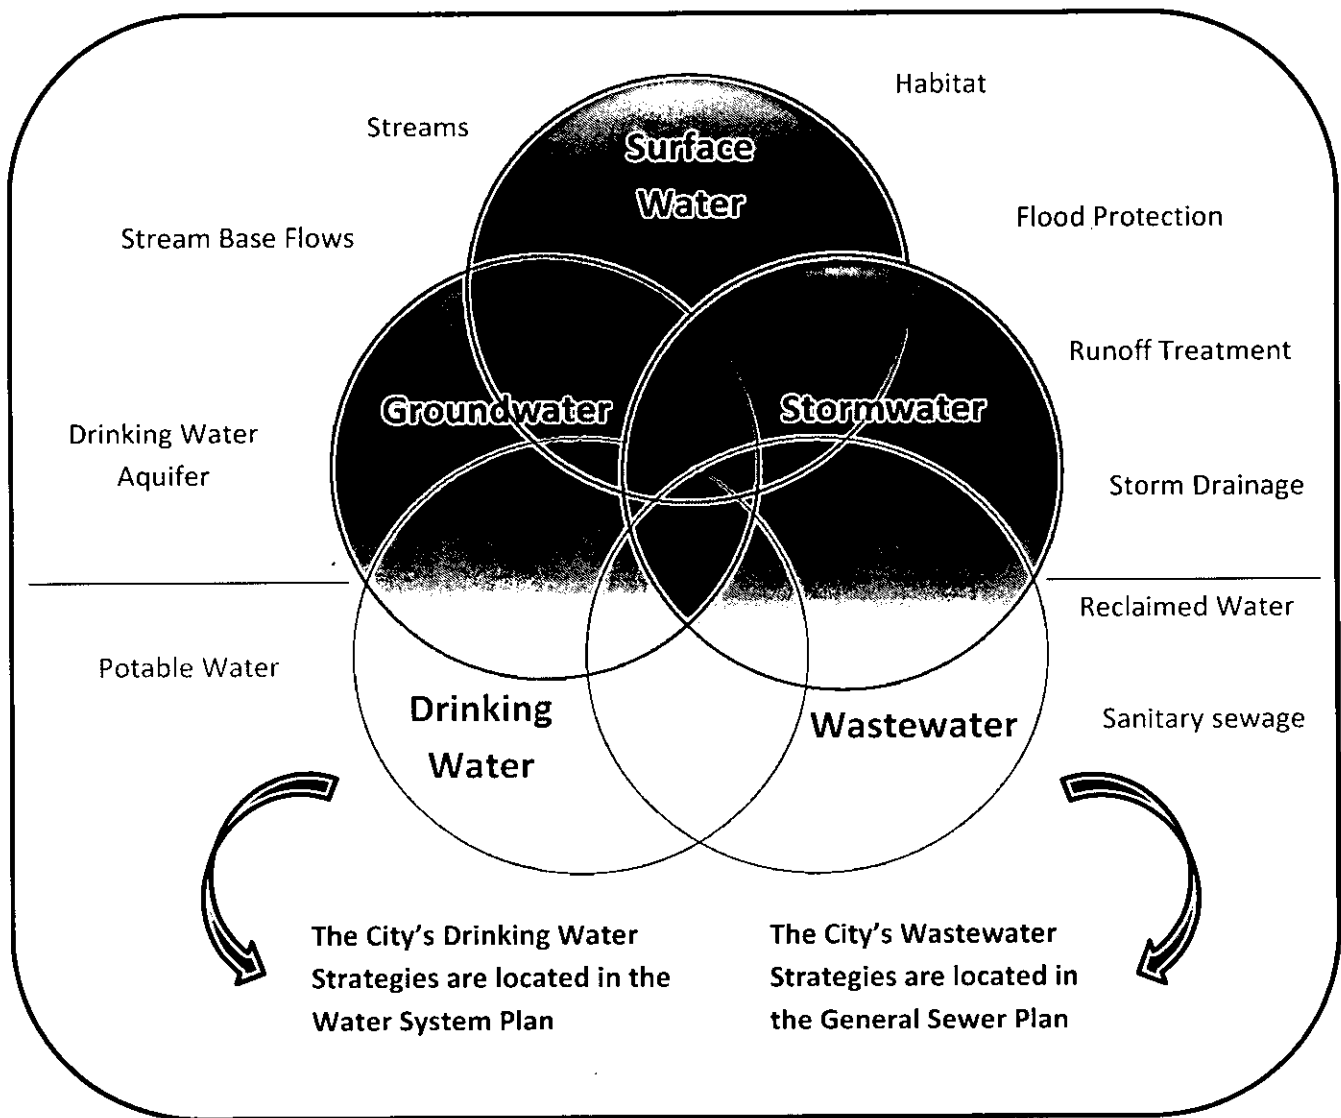 Habitat
Streams
Surface
Water
Flood Protection
Stream Base Flows
Runoff Treatment
Groundwater
Stormwater
Drinking Water
Aquifer
Storm Drainage
Reclaimed Water
Potable Water
Drinking
Water
Wastewater
Sanitary sewage
The City's Drinking Water
Strategies are located in the
Water System Plan
The City's Wastewater
Strategies are located in
the General Sewer Plan